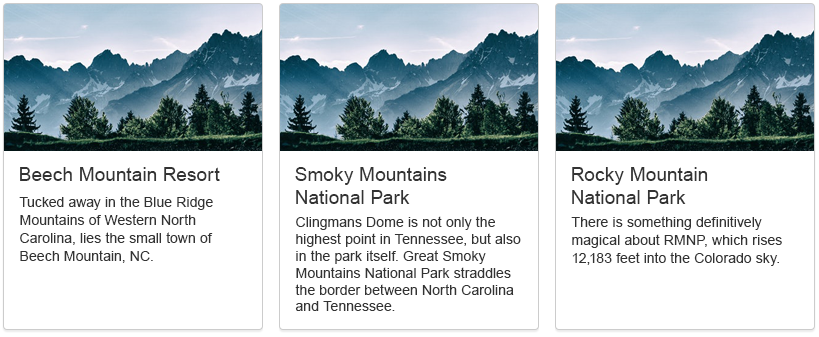 Beech Mountain Resort
Tucked away in the Blue Ridge
Mountains of Western North
Carolina, lies the small town of
Beech Mountain, NC.
Smoky Mountains
National Park
Clingmans Dome is not only the
highest point in Tennessee, but also
in the park itself. Great Smoky
Mountains National Park straddles
the border between North Carolina
and Tennessee.
Rocky Mountain
National Park
There is something definitively
magical about RMNP, which rises
12,183 feet into the Colorado sky.